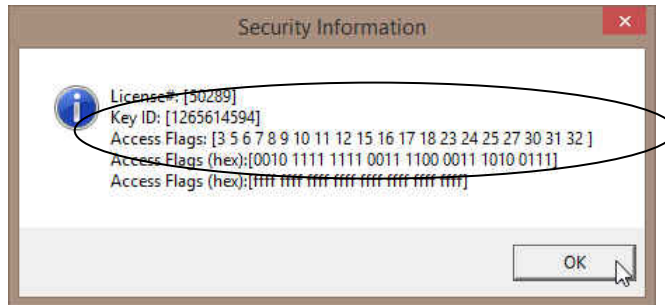 Security Information
License#: [50289]
Key ID: [1265614594]
Access Flags: [3 5 6 7 8 9 10 11 12 15 16 17 18 23 24 25 27 30 31 32 ]
Access Flags (hex):[0010 1111 1111 0011 1100 0011 1010 0111]
Access Flags (hex):[ffff ffff ffff ffff ffff ffff ffff ffff]
OK